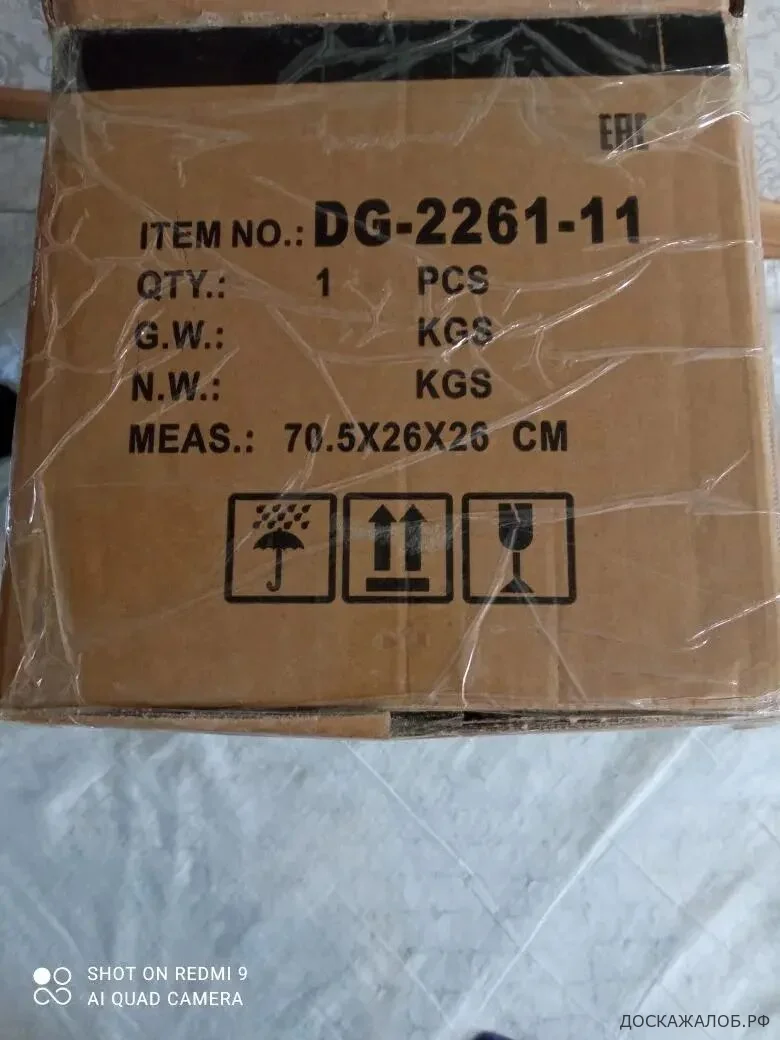 EAC
ITEM NO.: DG-2261-11
QTY.: 1 PCS
G.W.: KGS
N.W.: KGS
MEAS.: 70.5X26X26 CM
SHOT ON REDMI 9
AI QUAD CAMERA
ДОСКАЖАЛОБ.РФ